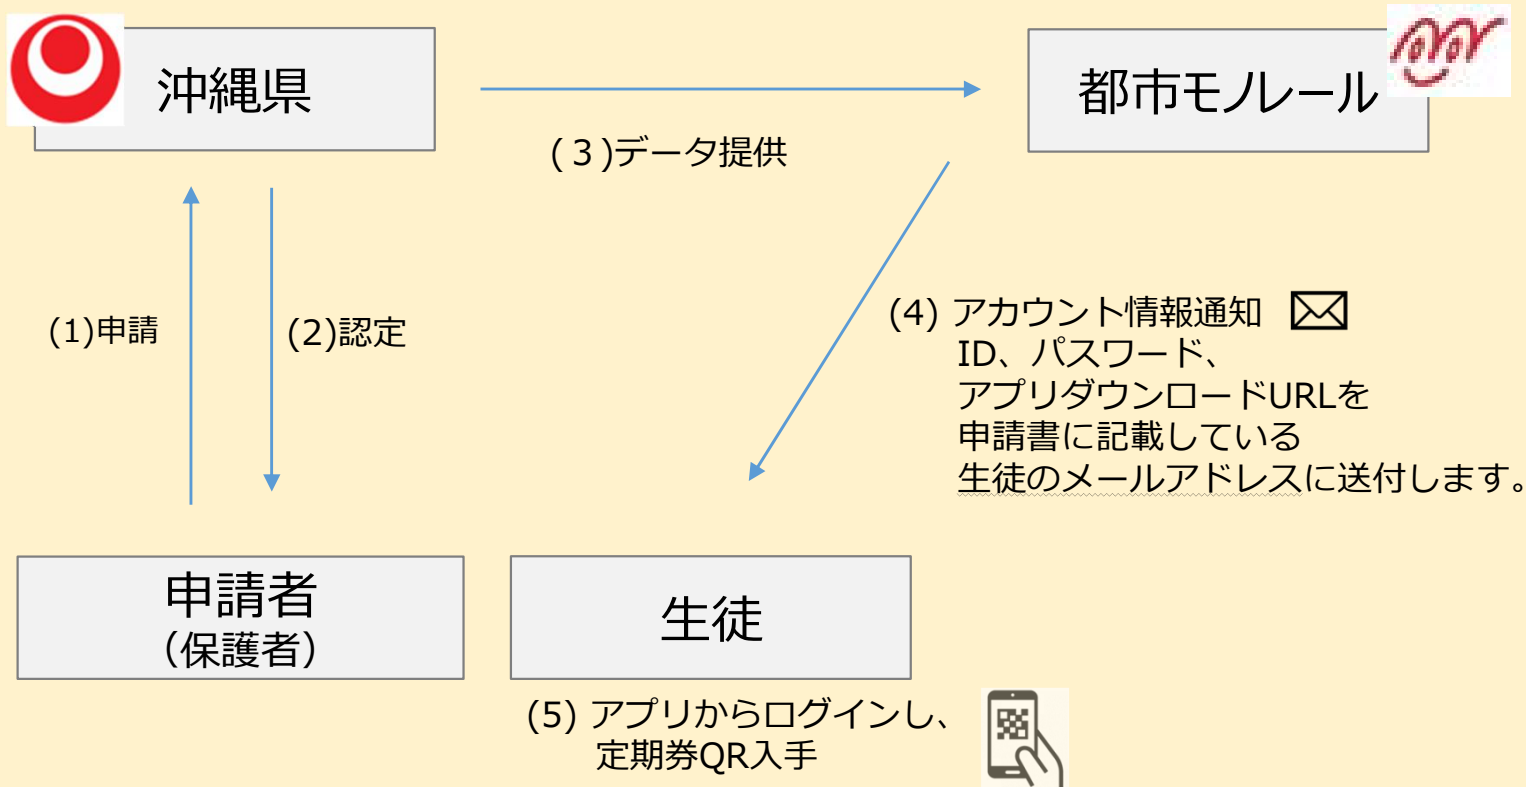 沖縄県
都市モノレール
(３)データ提供
(1)申請
(2)認定
(4) アカウント情報通知
ID、パスワード、
アプリダウンロードURLを
申請書に記載している
生徒のメールアドレスに送付します。
申請者
（保護者）
生徒
(5) アプリからログインし、
定期券QR入手